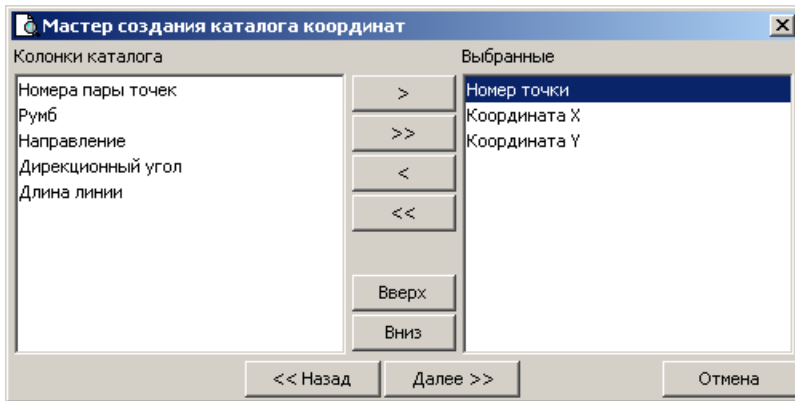 Мастер создания каталога координат
Колонки каталога
Выбранные
Номера пары точек
Румб
Направление
Дирекционный угол
Длина линии
>
>>
<
<<
Вверх
Вниз
Номер точки
Координата X
Координата Y
<< Назад
Далее >>
Отмена